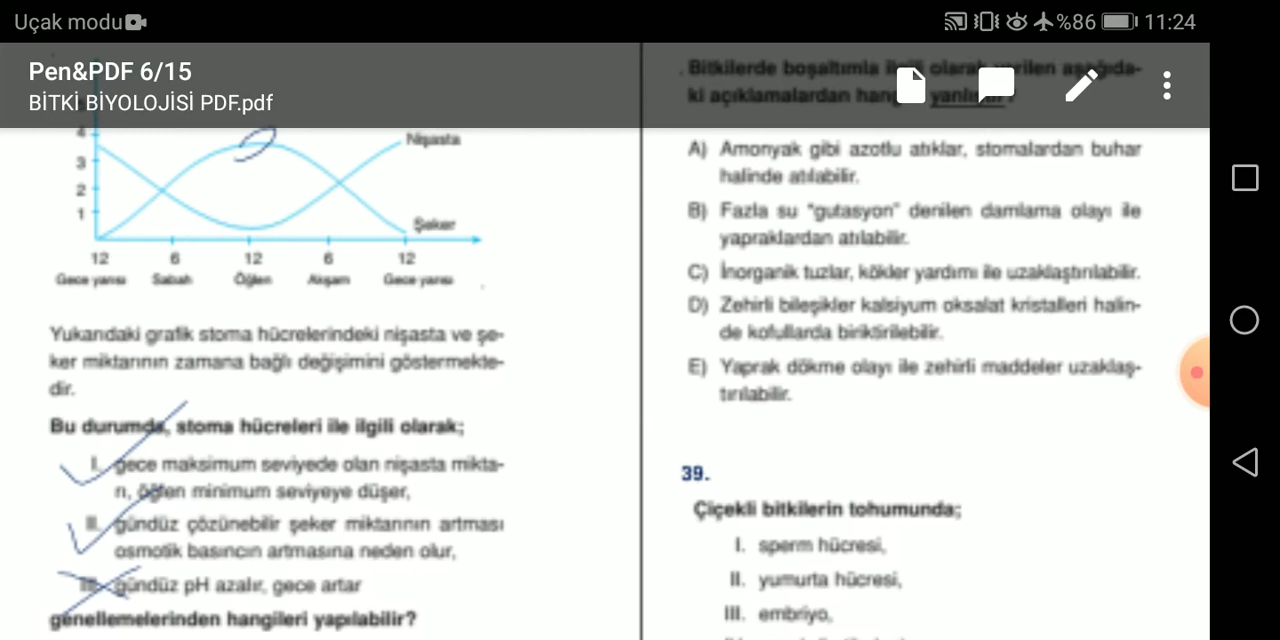 Uçak modu
%86 11:24
Pen&PDF 6/15
BİTKİ BİYOLOJİSİ PDF.pdf
4
3
2
1
Nişasta
Şeker
12 6 12 6 12
Gece yarısı Sabah Öğlen Akşam Gece yarısı
Yukarıdaki grafik stoma hücrelerindeki nişasta ve şe-
ker miktarının zamana bağlı değişimini göstermekte-
dir.
Bu durumda, stoma hücreleri ile ilgili olarak;
I. gece maksimum seviyede olan nişasta mikta-
rı, öğlen minimum seviyeye düşer,
II. gündüz çözünebilir şeker miktarının artması
osmotik basıncın artmasına neden olur,
III. gündüz pH azalır, gece artar
genellemelerinden hangileri yapılabilir?
Bitkilerde boşaltımla ilgili olarak verilen aşağıda-
ki açıklamalardan hangisi yanlıştır?
A) Amonyak gibi azotlu atıklar, stomalardan buhar
halinde atılabilir.
B) Fazla su "gutasyon" denilen damlama olayı ile
yapraklardan atılabilir.
C) İnorganik tuzlar, kökler yardımı ile uzaklaştırılabilir.
D) Zehirli bileşikler kalsiyum oksalat kristalleri halin-
de kofullarda biriktirilebilir.
E) Yaprak dökme olayı ile zehirli maddeler uzaklaş-
tırılabilir.
39.
Çiçekli bitkilerin tohumunda;
I. sperm hücresi,
II. yumurta hücresi,
III. embriyo,